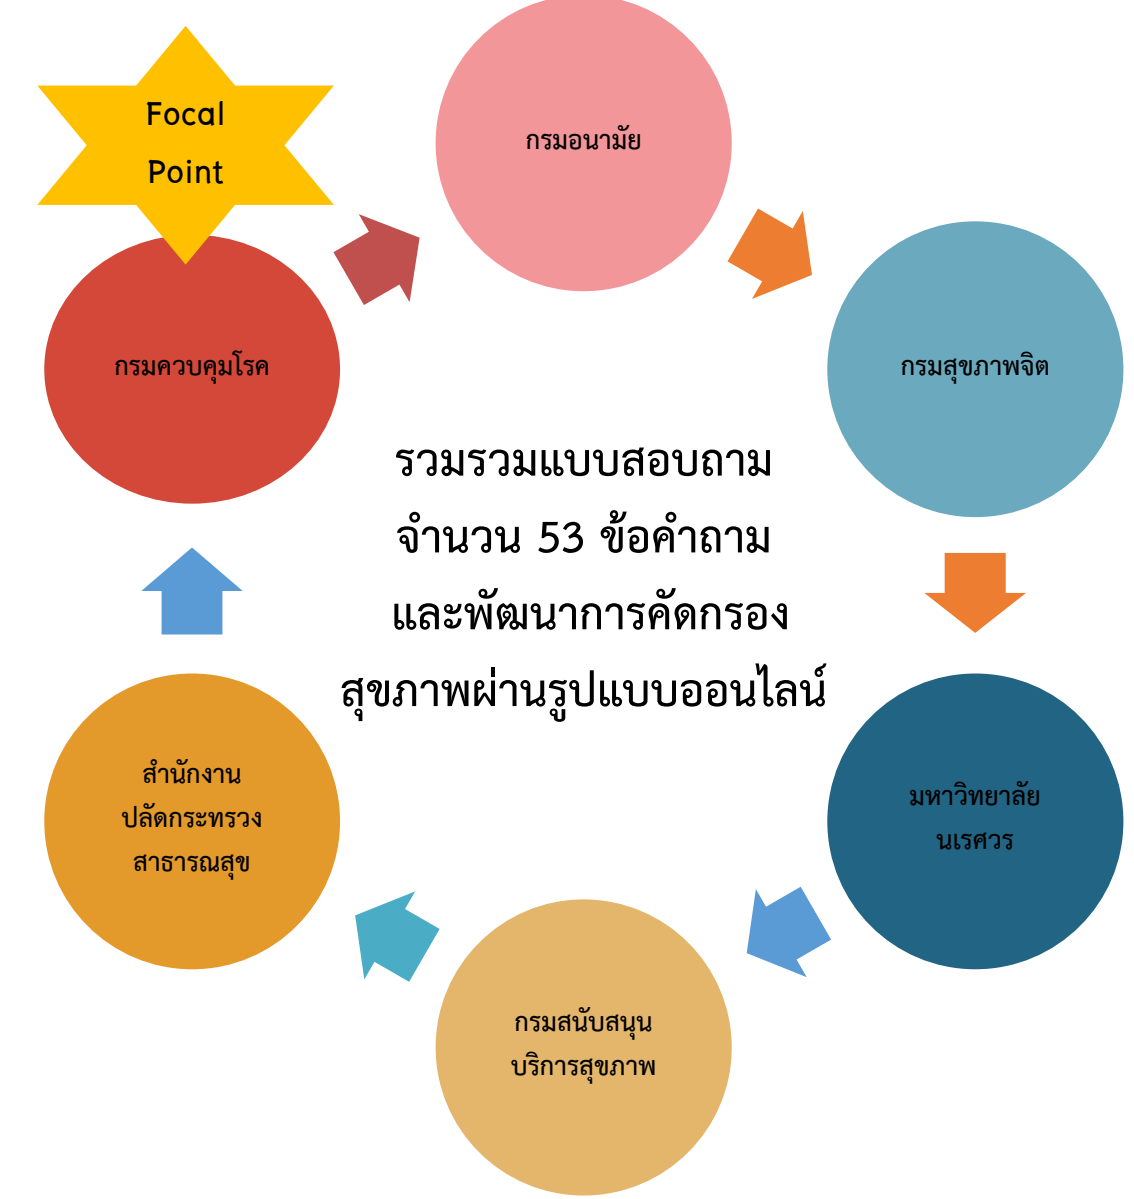 Focal
Point
กรมอนามัย
กรมควบคุมโรค
กรมสุขภาพจิต
รวมรวมแบบสอบถาม
จำนวน 53 ข้อคำถาม
และพัฒนาการคัดกรอง
สุขภาพผ่านรูปแบบออนไลน์
สำนักงาน
ปลัดกระทรวง
สาธารณสุข
มหาวิทยาลัย
นเรศวร
กรมสนับสนุน
บริการสุขภาพ